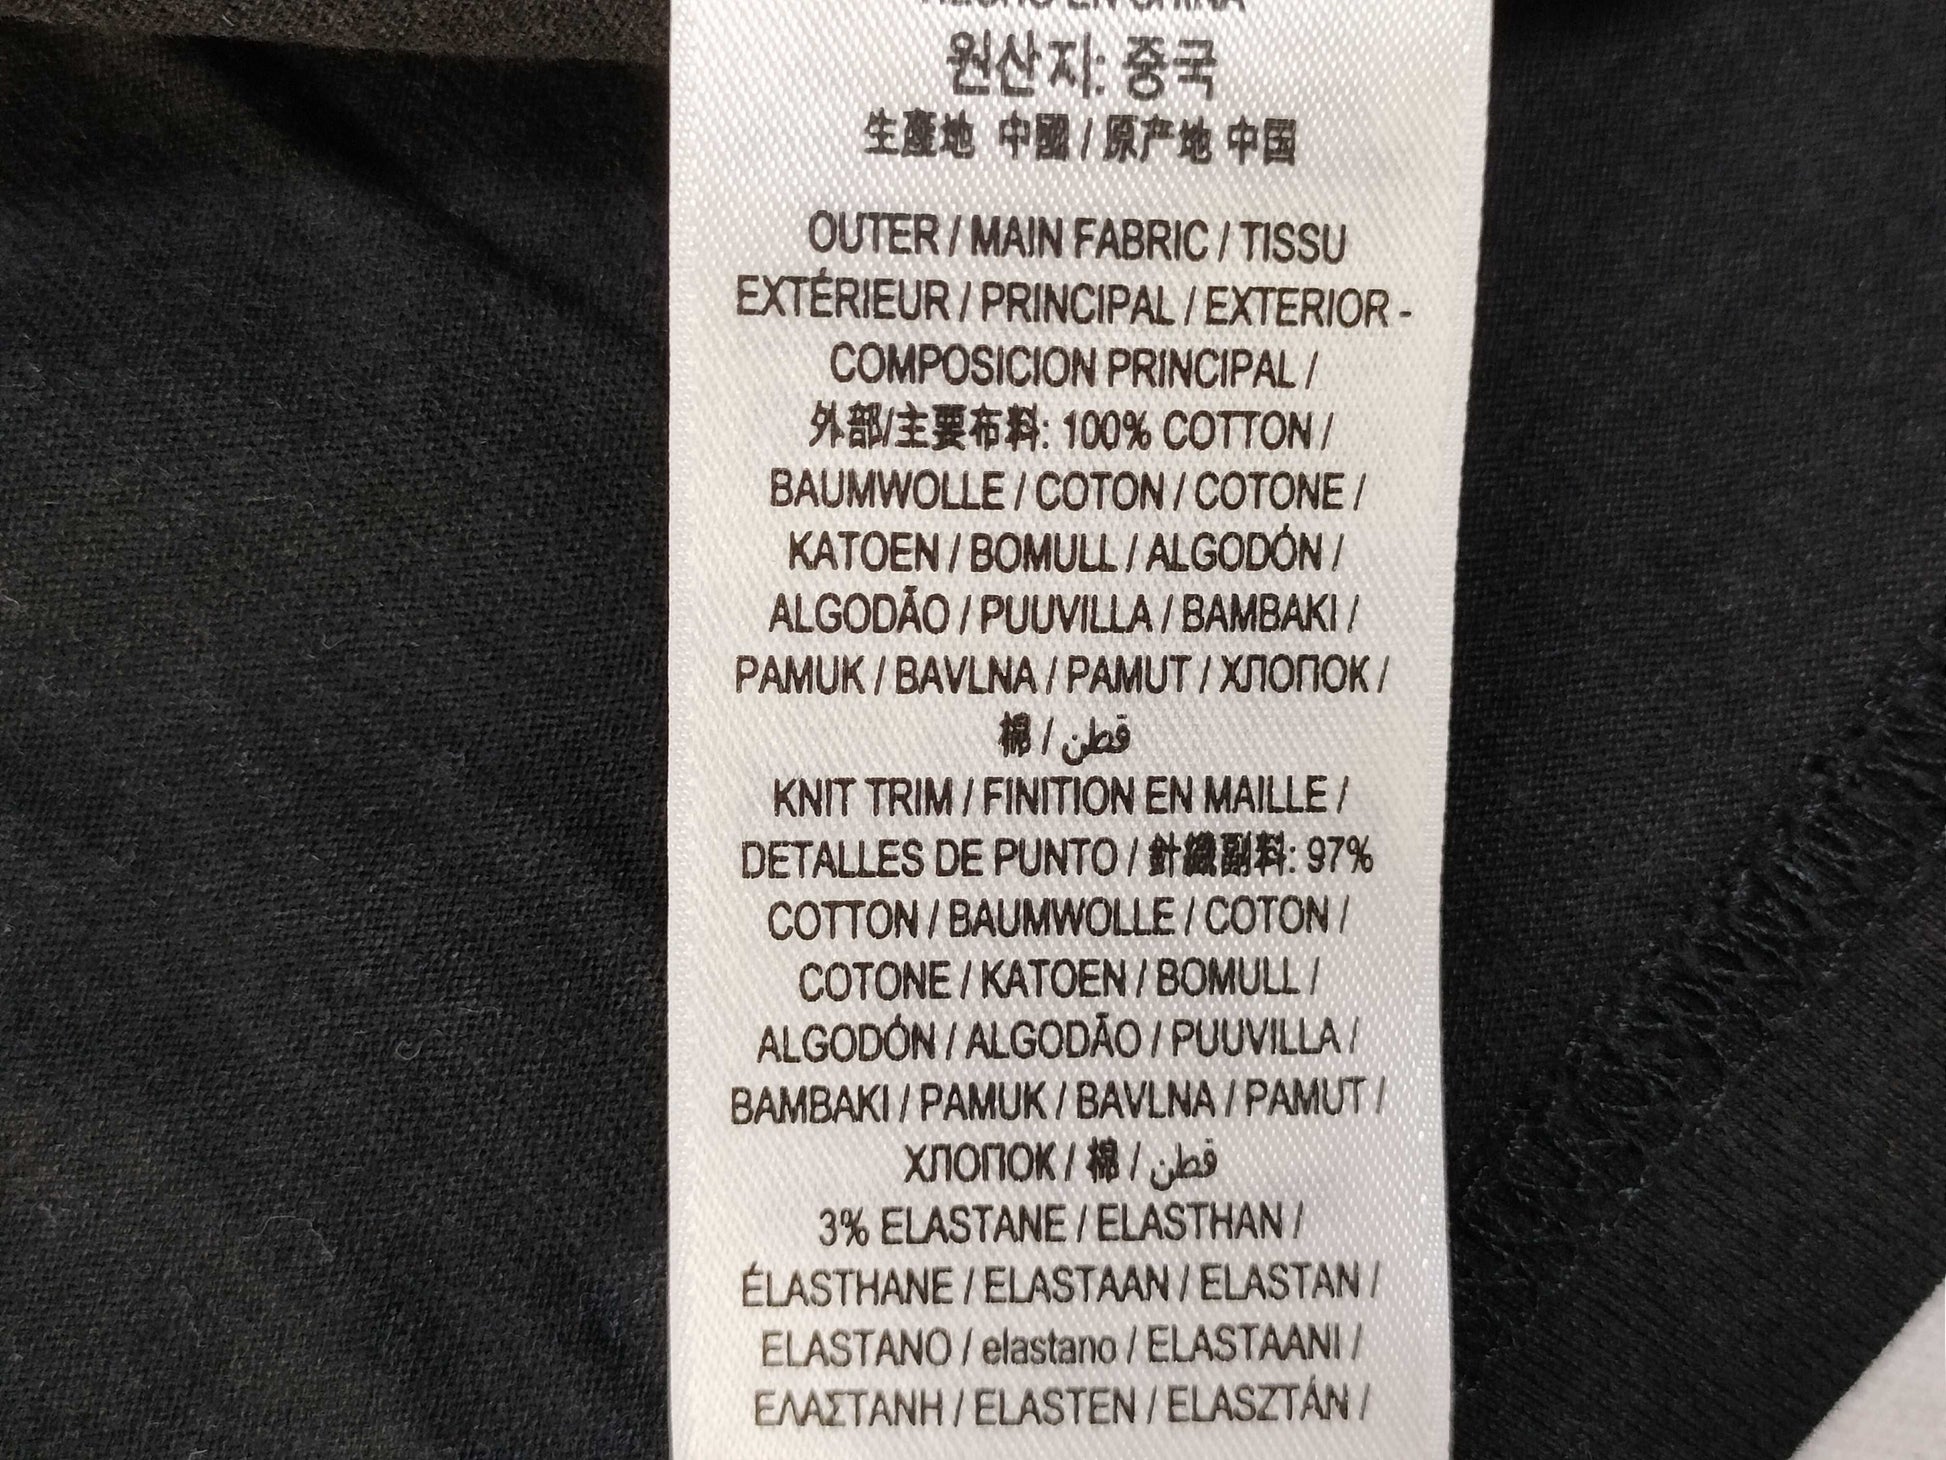 HECHO EN CHINA
원산지: 중국
生產地 中國 / 原产地 中国
OUTER / MAIN FABRIC / TISSU
EXTÉRIEUR / PRINCIPAL / EXTERIOR -
COMPOSICION PRINCIPAL /
外部/主要布料: 100% COTTON /
BAUMWOLLE / COTON / COTONE /
KATOEN / BOMULL / ALGODÓN /
ALGODÃO / PUUVILLA / BAMBAKI /
PAMUK / BAVLNA / PAMUT / ХЛОПОК /
棉 / قطن
KNIT TRIM / FINITION EN MAILLE /
DETALLES DE PUNTO / 針織副料: 97%
COTTON / BAUMWOLLE / COTON /
COTONE / KATOEN / BOMULL /
ALGODÓN / ALGODÃO / PUUVILLA /
BAMBAKI / PAMUK / BAVLNA / PAMUT /
ХЛОПОК / 棉 / قطن
3% ELASTANE / ELASTHAN /
ÉLASTHANE / ELASTAAN / ELASTAN /
ELASTANO / elastano / ELASTAANI /
ΕΛΑΣΤΑΝΗ / ELASTEN / ELASZTÁN /